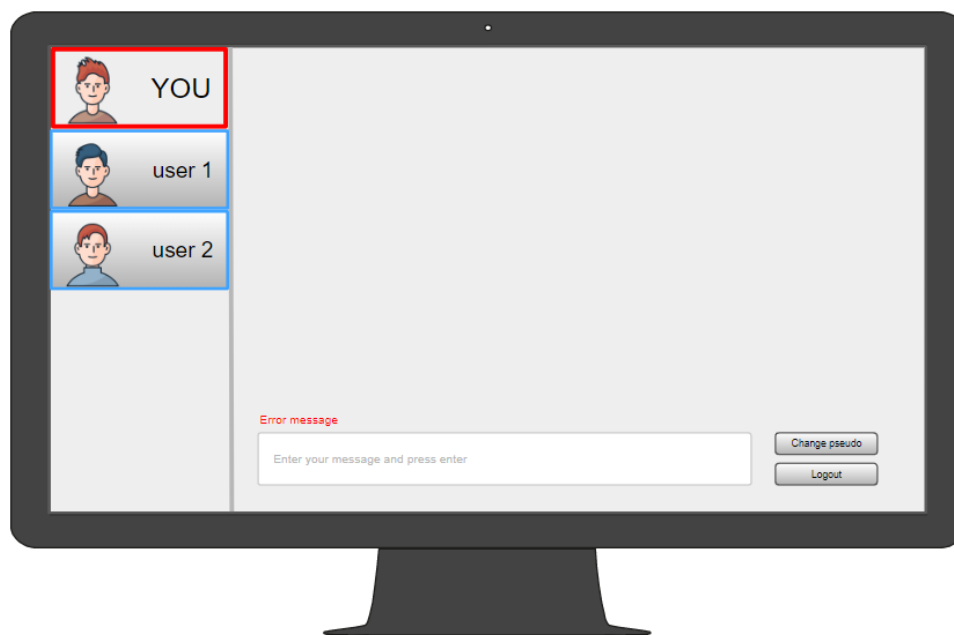 YOU
user 1
user 2
Error message
Enter your message and press enter
Change pseudo
Logout